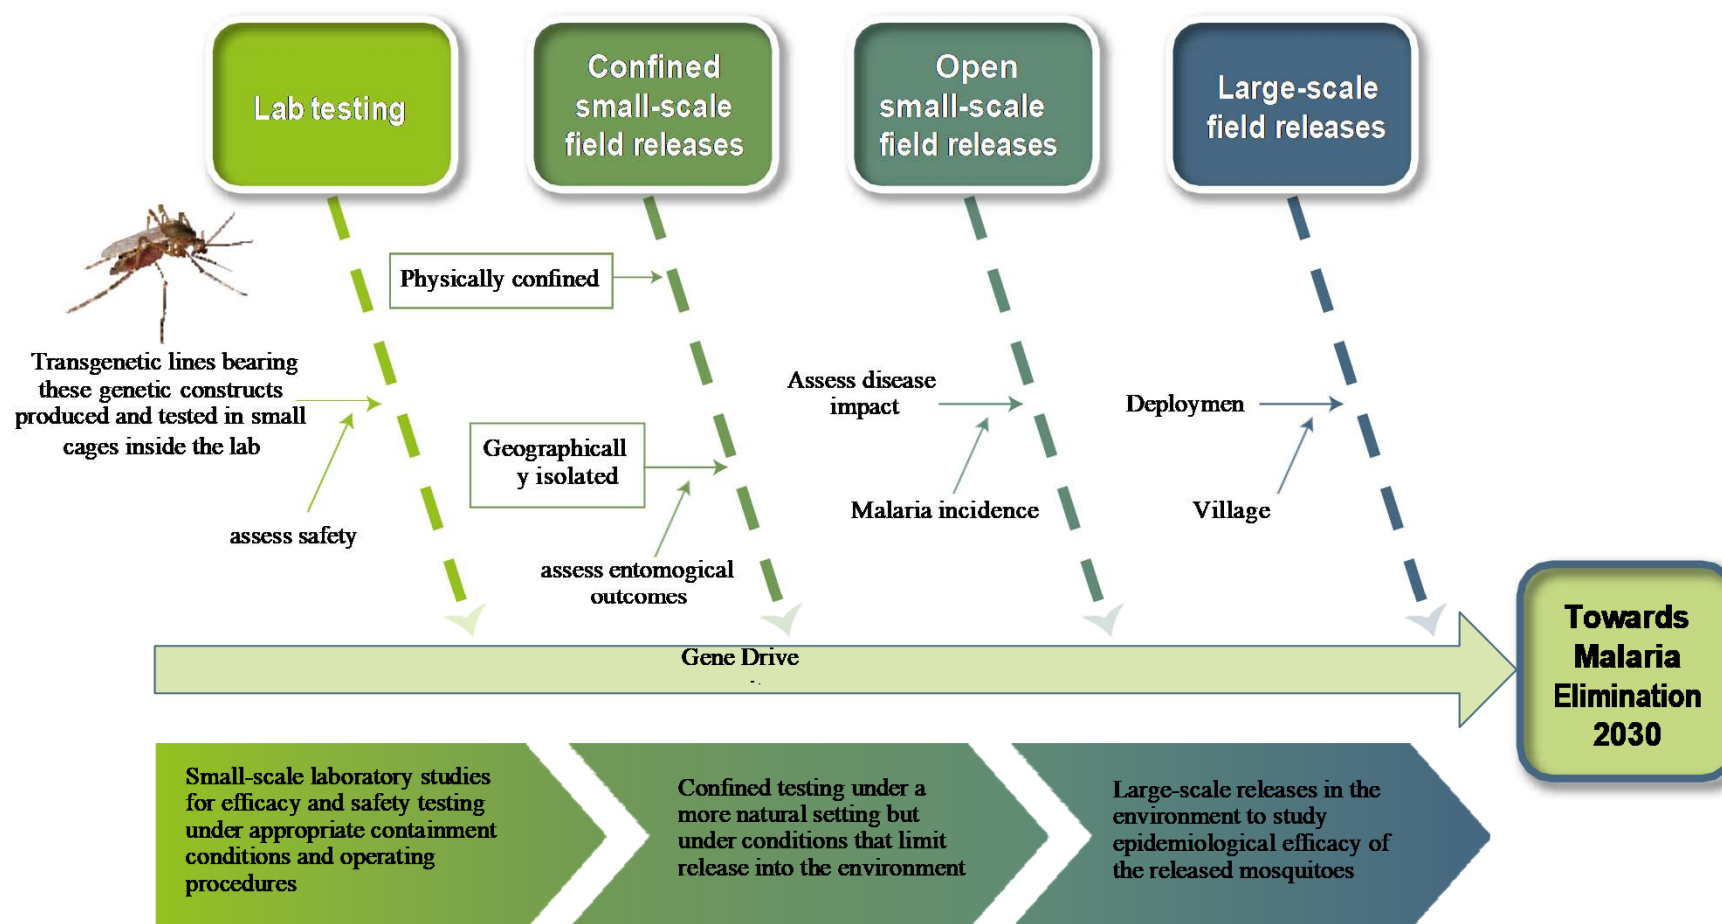 Lab testing
Confined
small-scale
field releases
Open
small-scale
field releases
Large-scale
field releases
Physically confined
Transgenetic lines bearing
these genetic constructs
produced and tested in small
cages inside the lab
assess safety
Geographicall
y isolated
assess entomogical
outcomes
Assess disease
impact
Malaria incidence
Deploymen
Village
Gene Drive
Towards
Malaria
Elimination
2030
Small-scale laboratory studies
for efficacy and safety testing
under appropriate containment
conditions and operating
procedures
Confined testing under a
more natural setting but
under conditions that limit
release into the environment
Large-scale releases in the
environment to study
epidemiological efficacy of
the released mosquitoes